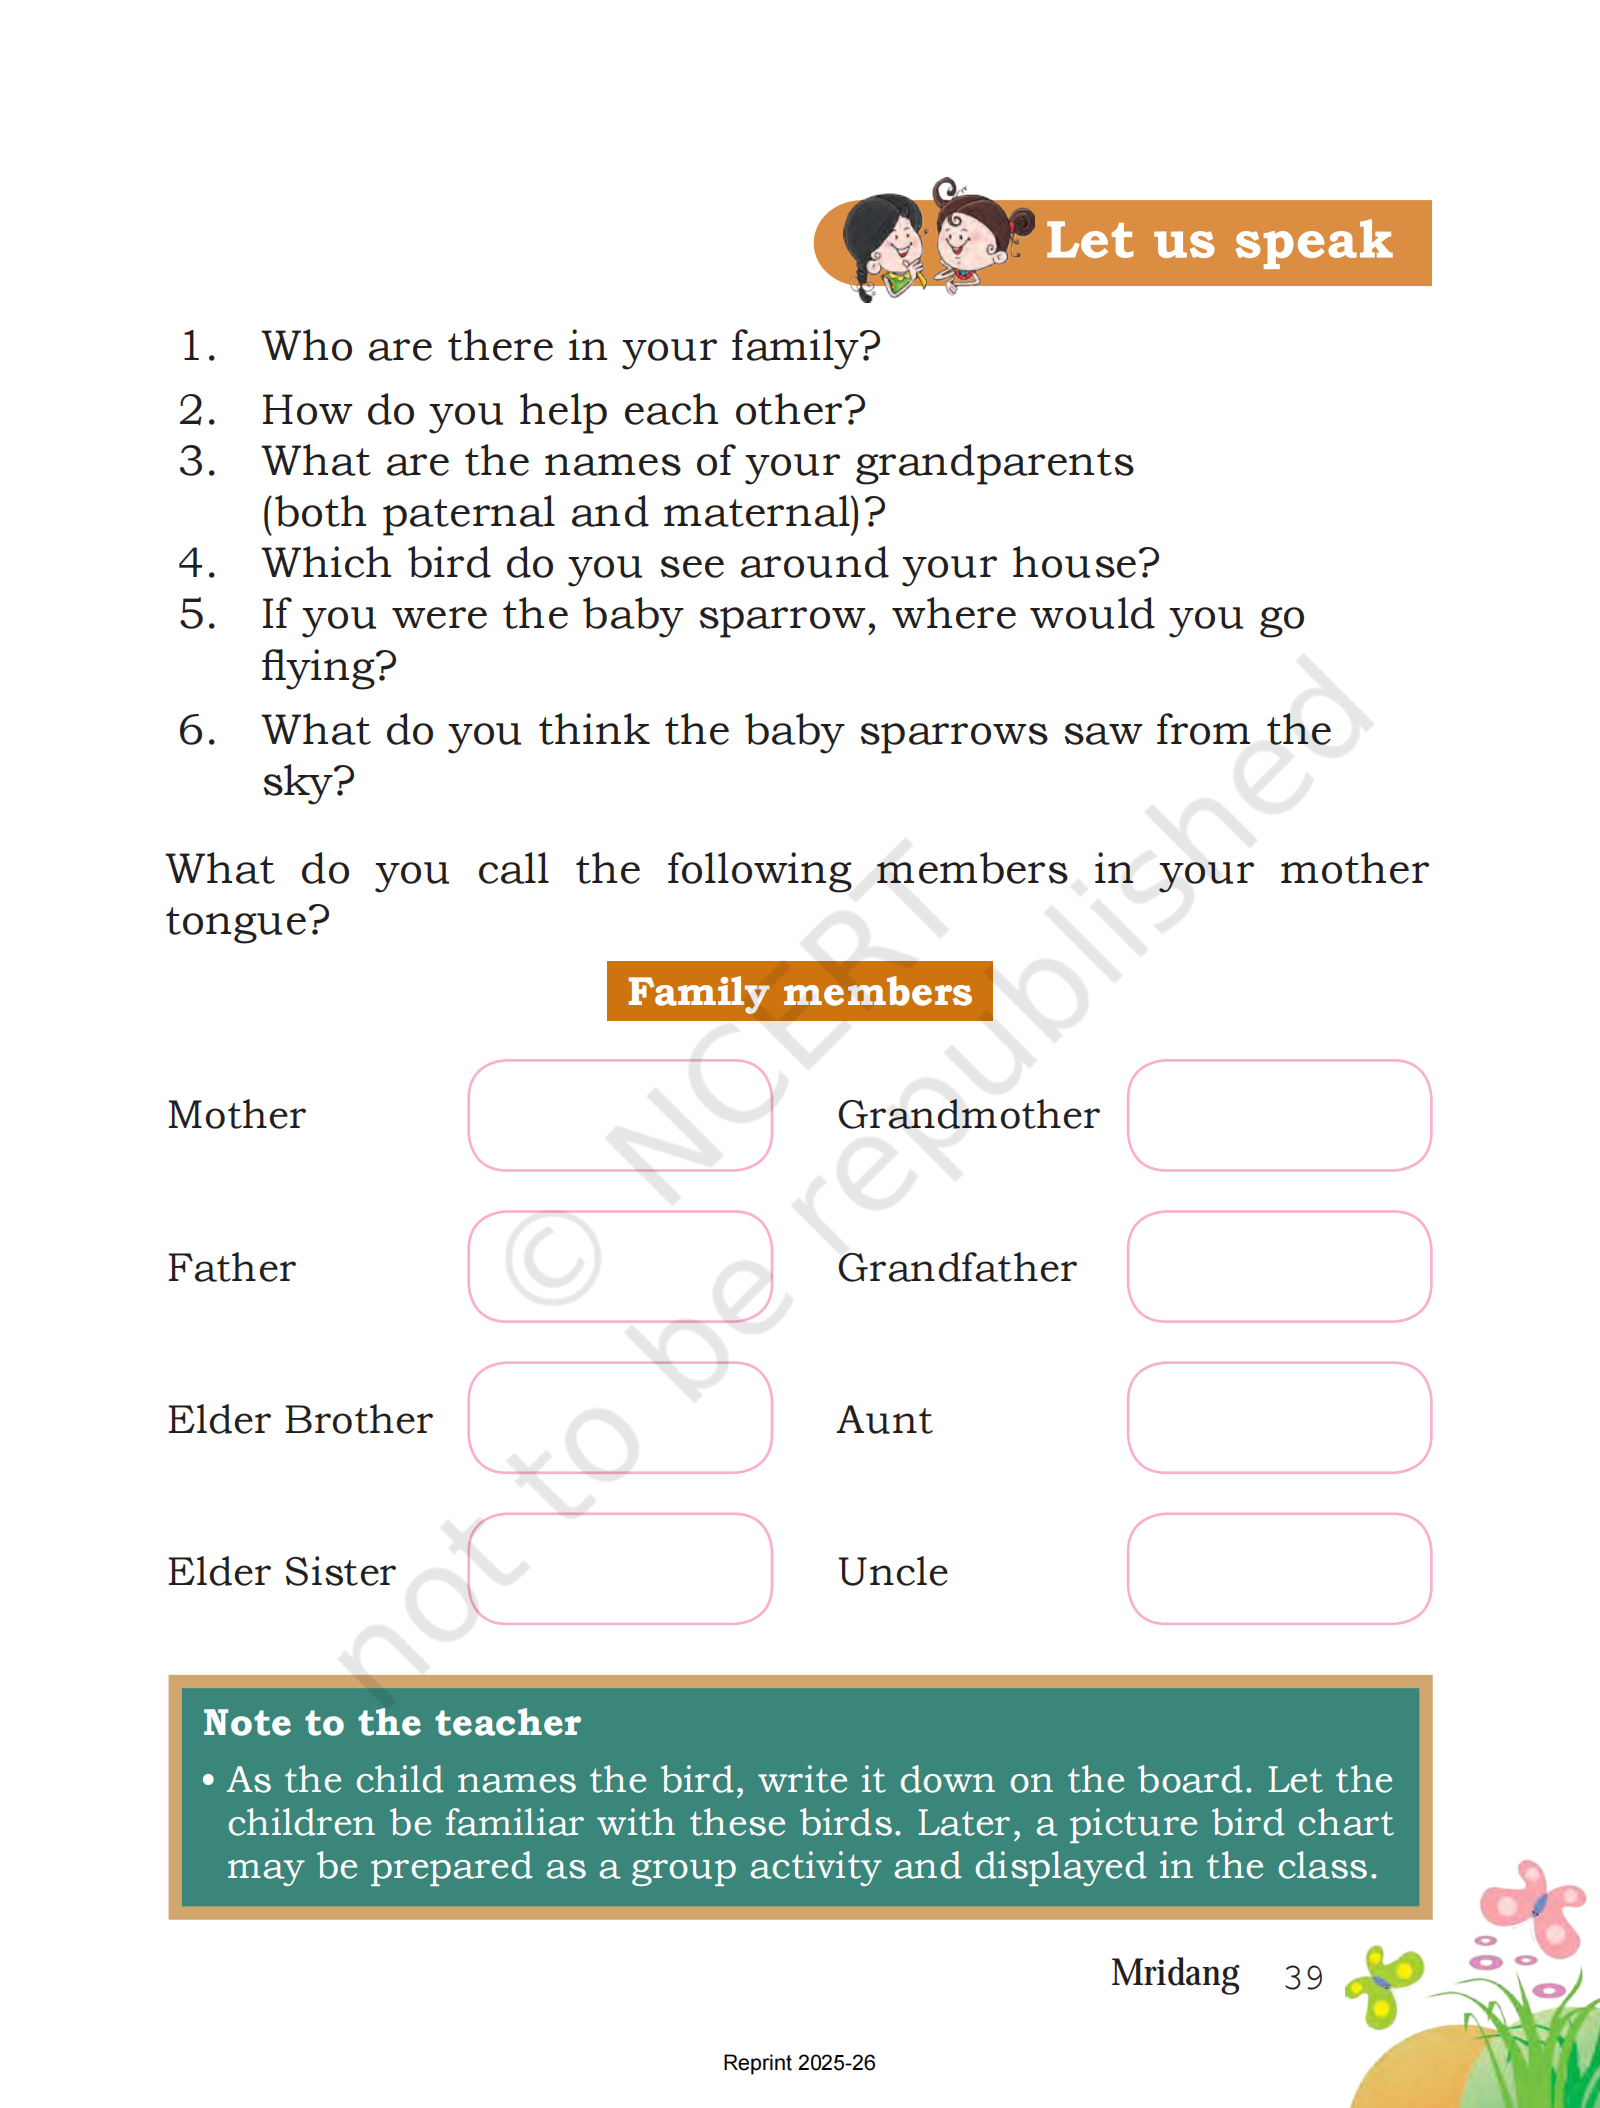 Let us speak
1. Who are there in your family?
2. How do you help each other?
3. What are the names of your grandparents
(both paternal and maternal)?
4. Which bird do you see around your house?
5. If you were the baby sparrow, where would you go
flying?
6. What do you think the baby sparrows saw from the
sky?
What do you call the following members in your mother
tongue?
Family members
Mother Grandmother
Father Grandfather
Elder Brother Aunt
Elder Sister Uncle
© NCERT
not to be republished
Note to the teacher
• As the child names the bird, write it down on the board. Let the
children be familiar with these birds. Later, a picture bird chart
may be prepared as a group activity and displayed in the class.
Mridang 39
Reprint 2025-26